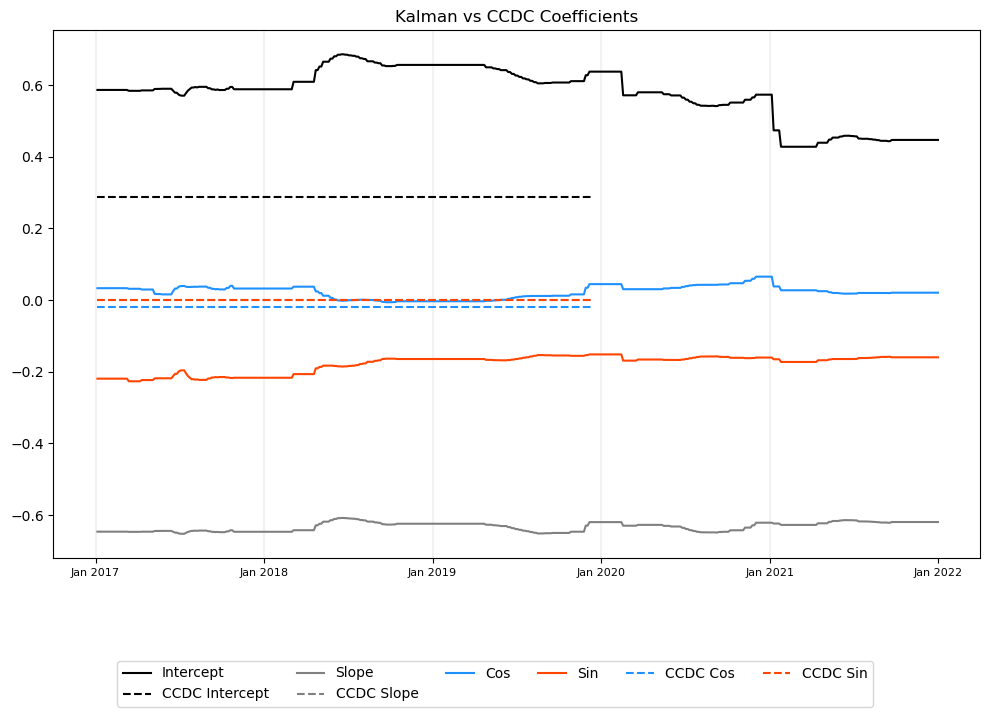 Kalman vs CCDC Coefficients
0.6
0.4
0.2
0.0
−0.2
−0.4
−0.6
Jan 2017 Jan 2018 Jan 2019 Jan 2020 Jan 2021 Jan 2022
Intercept Slope Cos Sin CCDC Cos CCDC Sin
CCDC Intercept CCDC Slope